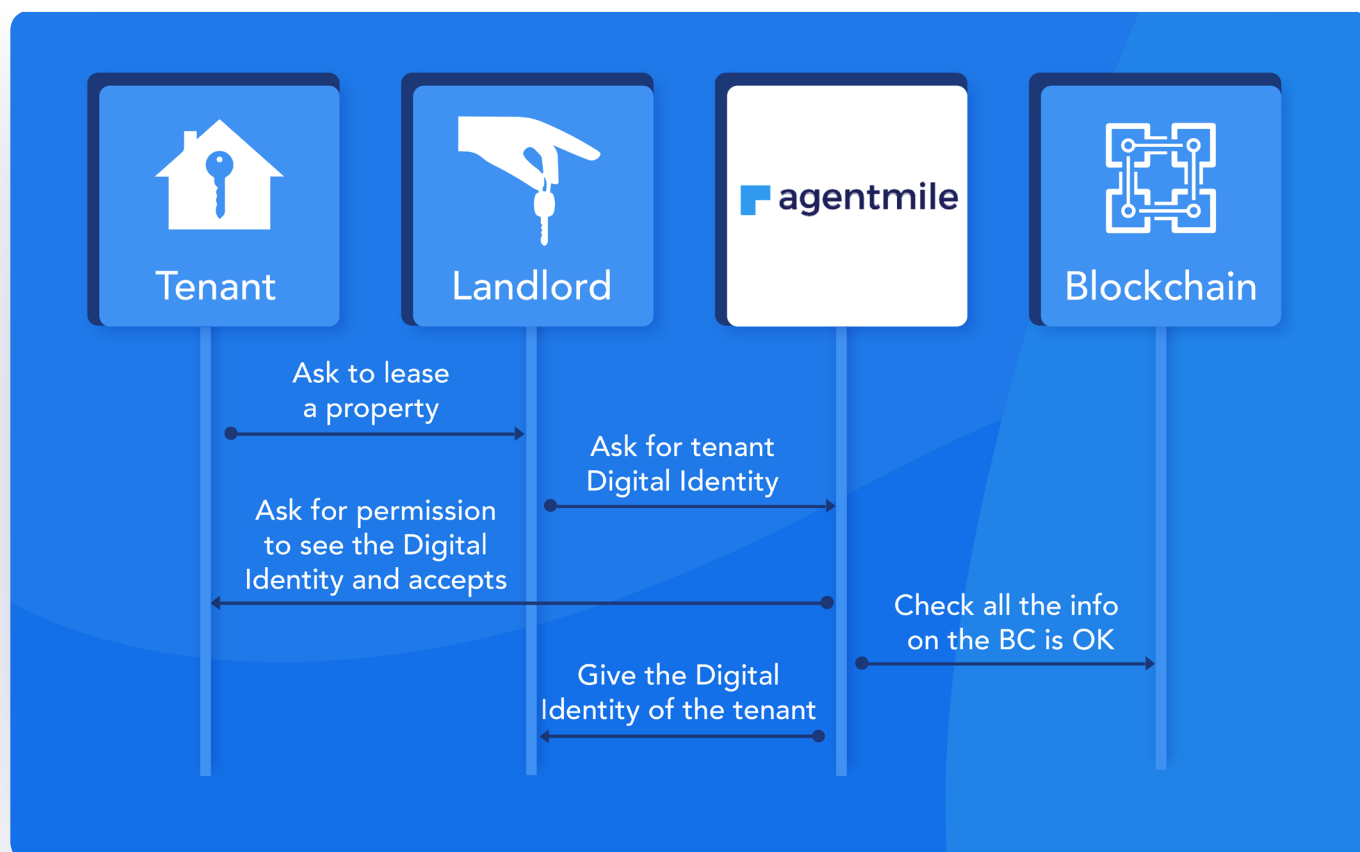 Tenant
Landlord
agentmile
Blockchain
Ask to lease
a property
Ask for tenant
Digital Identity
Ask for permission
to see the Digital
Identity and accepts
Check all the info
on the BC is OK
Give the Digital
Identity of the tenant